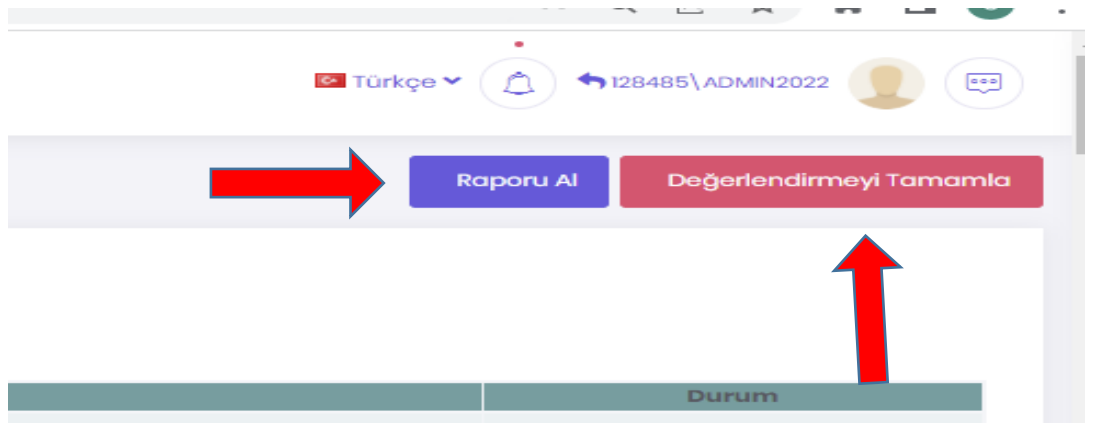 Türkçe
128485\ADMIN2022
Raporu Al
Değerlendirmeyi Tamamla
Durum